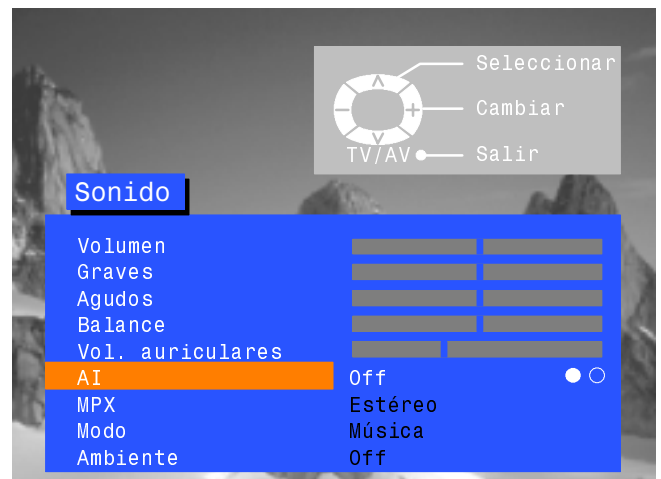 Seleccionar
Cambiar
TV/AV Salir
Sonido
Volumen
Graves
Agudos
Balance
Vol. auriculares
AI Off
MPX Estéreo
Modo Música
Ambiente Off